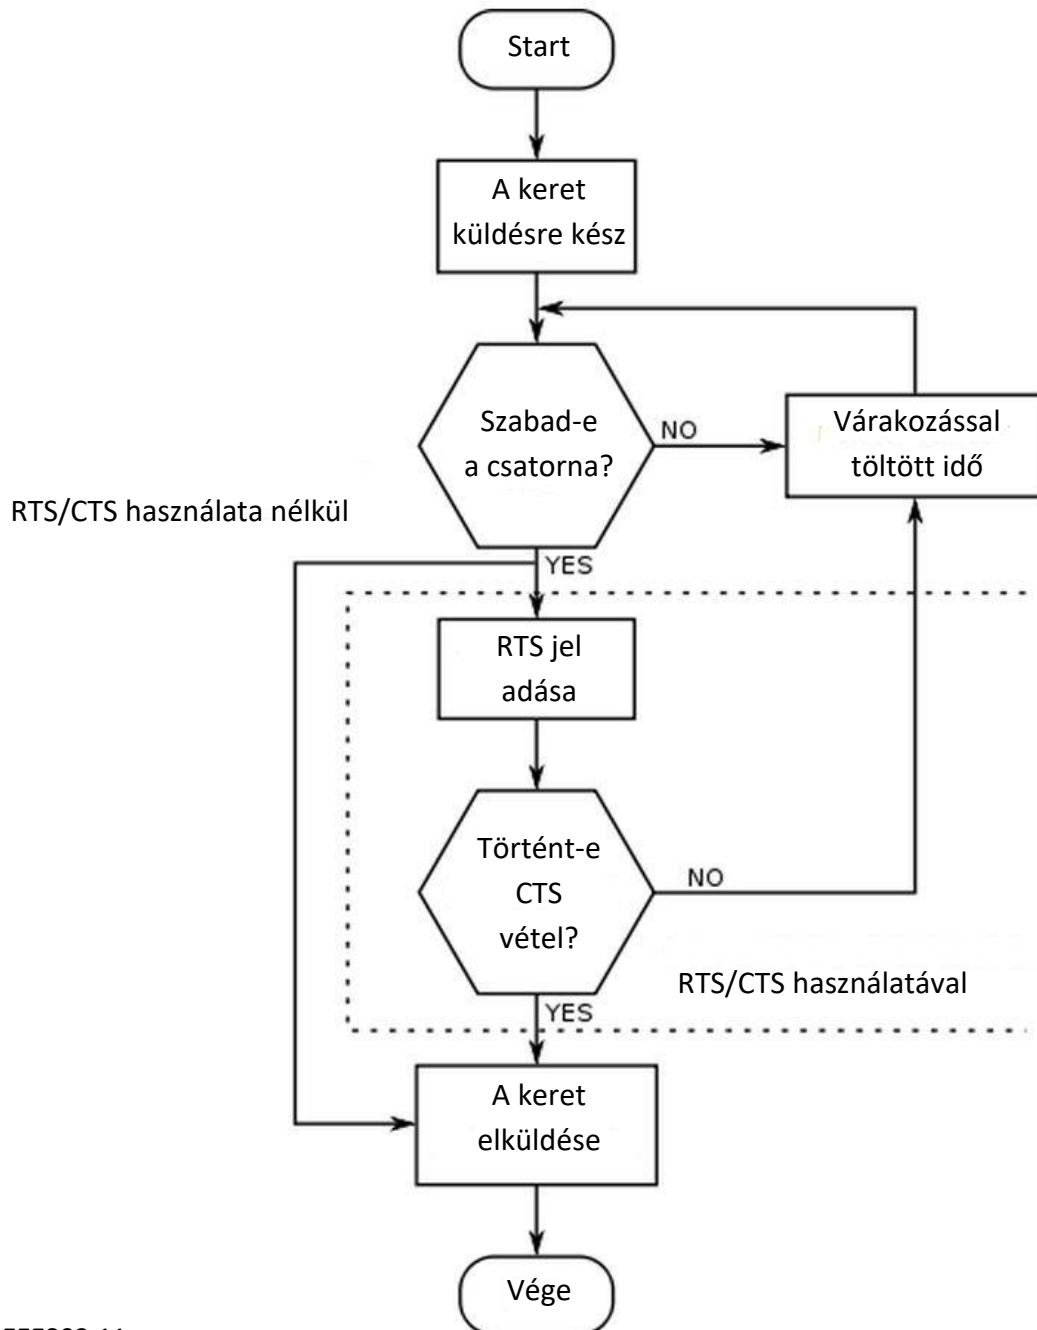 Start
A keret
küldésre kész
Szabad-e
a csatorna?
NO
Várakozással
töltött idő
RTS/CTS használata nélkül
YES
RTS jel
adása
Történt-e
CTS
vétel?
NO
RTS/CTS használatával
YES
A keret
elküldése
Vége